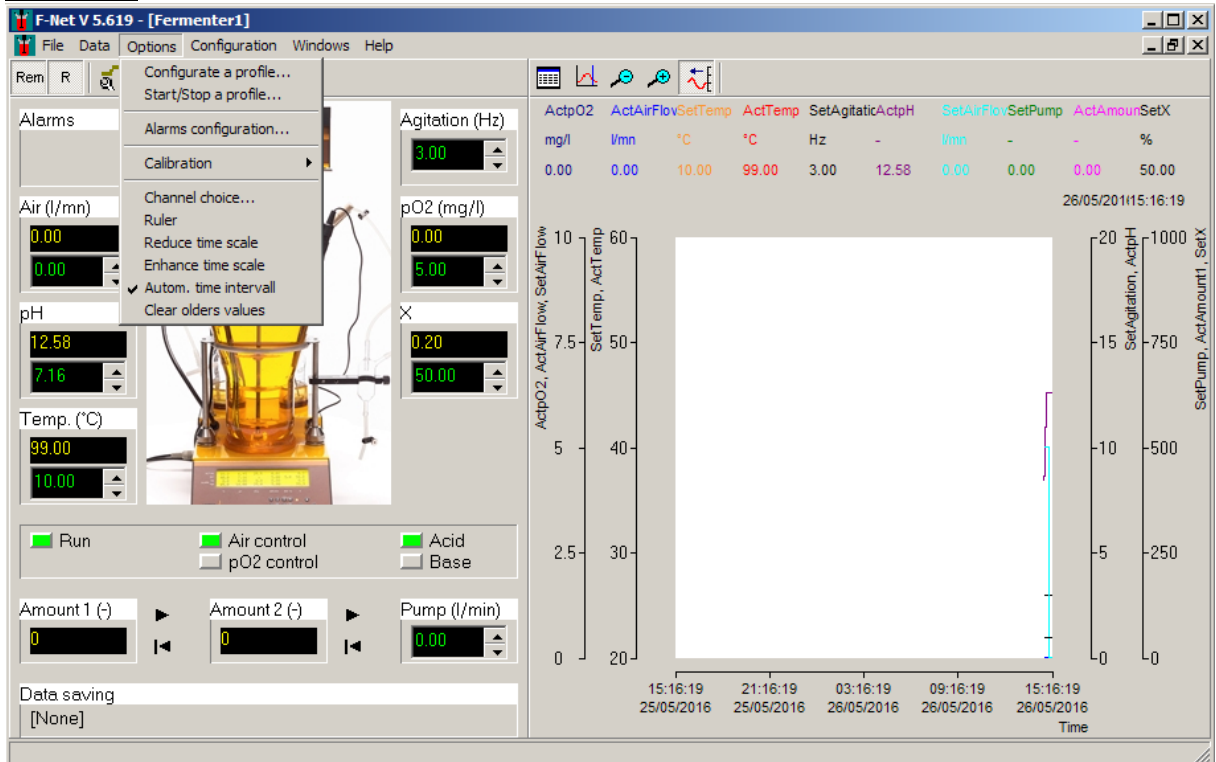 F-Net V 5.619 - [Fermenter1]
File Data Options Configuration Windows Help
Rem R
Configurate a profile...
Start/Stop a profile...
Alarms configuration...
Calibration
Channel choice...
Ruler
Reduce time scale
Enhance time scale
Autom. time intervall
Clear olders values
Alarms
Agitation (Hz)
3.00
Air (l/mn)
0.00
0.00
pO2 (mg/l)
0.00
5.00
pH
12.58
7.16
X
0.20
50.00
Temp. (°C)
99.00
10.00
Run
Air control
pO2 control
Acid
Base
Amount 1 (-)
0
Amount 2 (-)
0
Pump (l/min)
0.00
Data saving
[None]
ActpO2 ActAirFlov SetTemp ActTemp SetAgitatic ActpH SetAirFlov SetPump ActAmoun SetX
mg/l l/mn °C °C Hz - l/mn - - %
0.00 0.00 10.00 99.00 3.00 12.58 0.00 0.00 0.00 50.00
26/05/201 15:16:19
ActpO2, ActAirFlow, SetAirFlow
10
7.5
5
2.5
0
SetTemp, ActTemp
60
50
40
30
20
20
15
10
5
0
SetAgitation, ActpH
1000
750
500
250
0
SetPump, ActAmount1, SetX
15:16:19 21:16:19 03:16:19 09:16:19 15:16:19
25/05/2016 25/05/2016 26/05/2016 26/05/2016 26/05/2016
Time